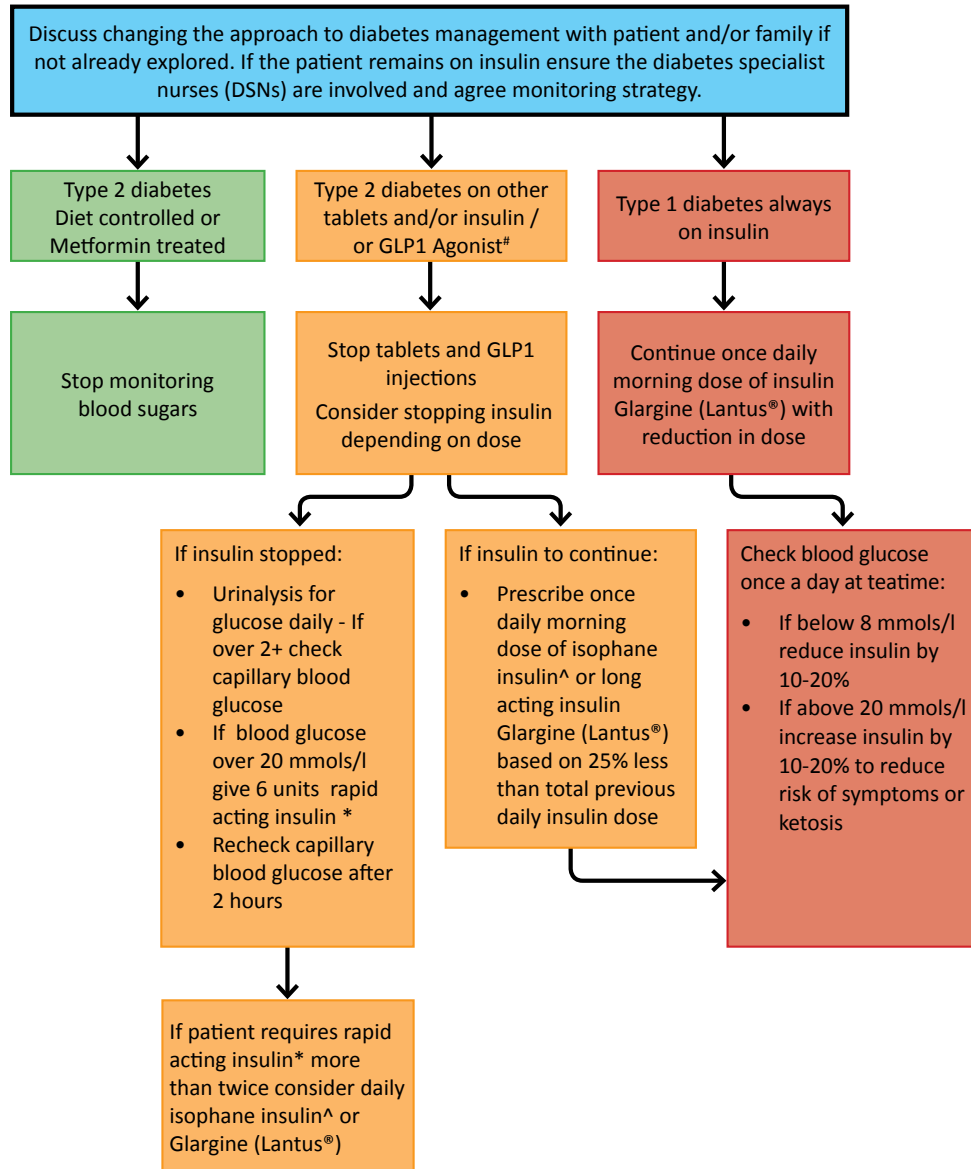 Discuss changing the approach to diabetes management with patient and/or family if
not already explored. If the patient remains on insulin ensure the diabetes specialist
nurses (DSNs) are involved and agree monitoring strategy.
Type 2 diabetes
Diet controlled or
Metformin treated
Type 2 diabetes on other
tablets and/or insulin /
or GLP1 Agonist#
Type 1 diabetes always
on insulin
Stop monitoring
blood sugars
Stop tablets and GLP1
injections
Consider stopping insulin
depending on dose
Continue once daily
morning dose of insulin
Glargine (Lantus®) with
reduction in dose
If insulin stopped:
• Urinalysis for
glucose daily - If
over 2+ check
capillary blood
glucose
• If blood glucose
over 20 mmols/l
give 6 units rapid
acting insulin *
• Recheck capillary
blood glucose after
2 hours
If insulin to continue:
• Prescribe once
daily morning
dose of isophane
insulin^ or long
acting insulin
Glargine (Lantus®)
based on 25% less
than total previous
daily insulin dose
Check blood glucose
once a day at teatime:
• If below 8 mmols/l
reduce insulin by
10-20%
• If above 20 mmols/l
increase insulin by
10-20% to reduce
risk of symptoms or
ketosis
If patient requires rapid
acting insulin* more
than twice consider daily
isophane insulin^ or
Glargine (Lantus®)